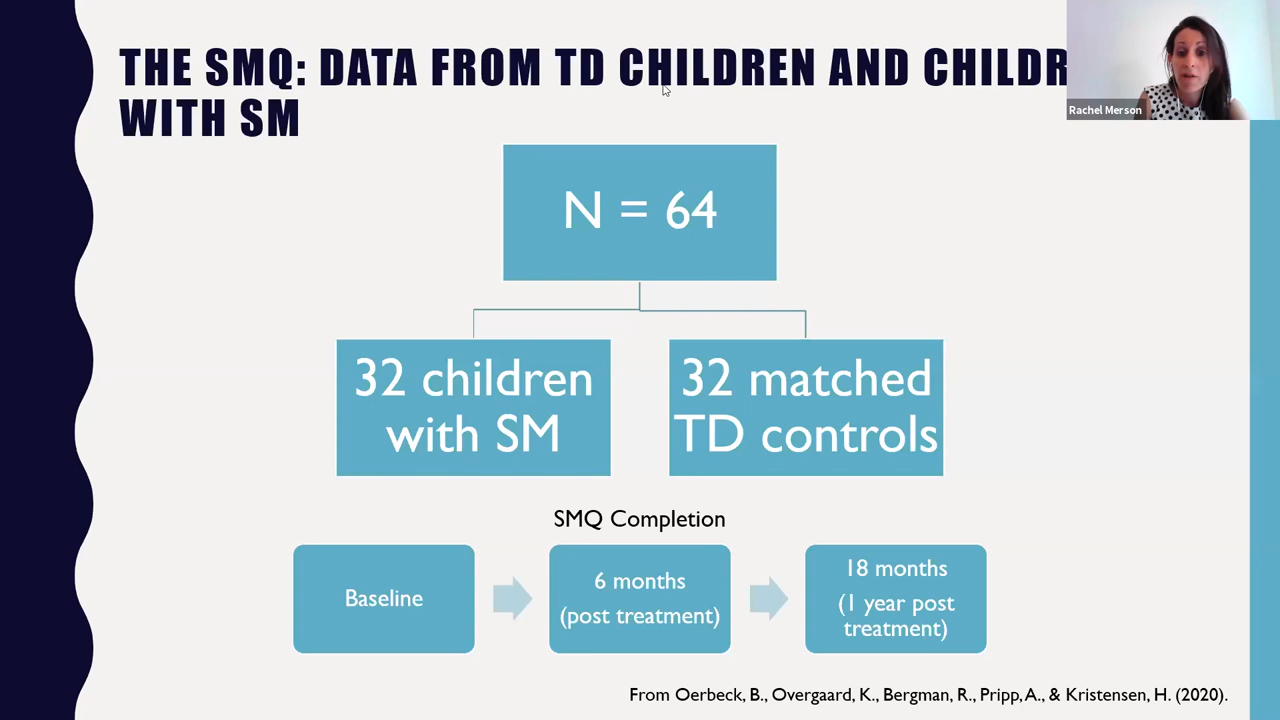 THE SMQ: DATA FROM TD CHILDREN AND CHILDR
WITH SM
Rachel Merson
N = 64
32 children
with SM
32 matched
TD controls
SMQ Completion
Baseline
6 months
(post treatment)
18 months
(1 year post
treatment)
From Oerbeck, B., Overgaard, K., Bergman, R., Pripp, A., & Kristensen, H. (2020).